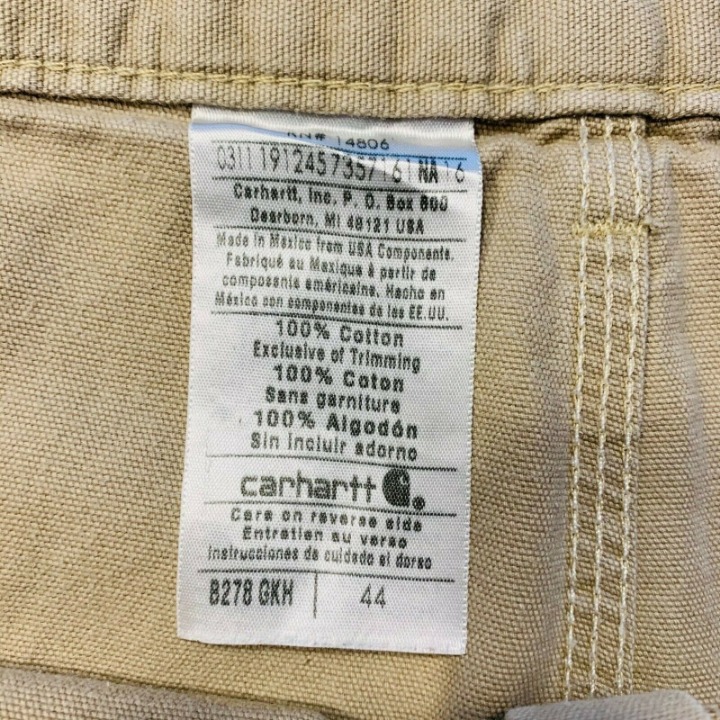 RN# 14806
0311 191245735716 NA 16
Carhartt, Inc. P. O. Box 600
Dearborn, MI 48121 USA
Made in Mexico from USA Components.
Fabriqué au Mexique à partir de
composants américains. Hecho en
México con componentes de los EE.UU.
100% Cotton
Exclusive of Trimming
100% Coton
Sans garniture
100% Algodón
Sin incluir adorno
carhartt
Care on reverse side
Entretien au verso
Instrucciones de cuidado al dorso
B278 GKH | 44